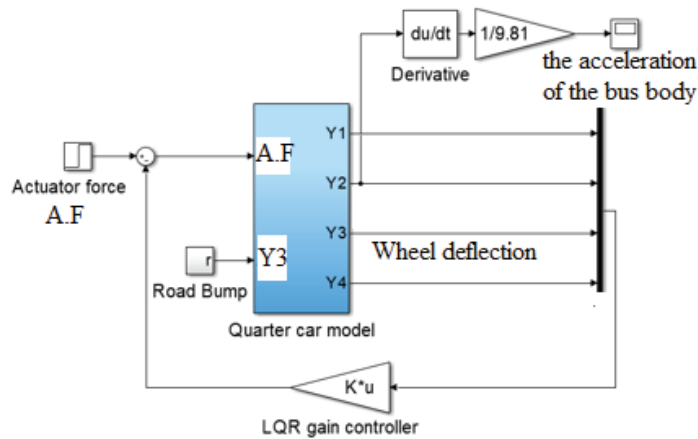 du/dt
1/9.81
Derivative
the acceleration
of the bus body
Y1
A.F
Y2
Actuator force
A.F
Y3
Wheel deflection
r
Y3
Road Bump
Y4
Quarter car model
K*u
LQR gain controller